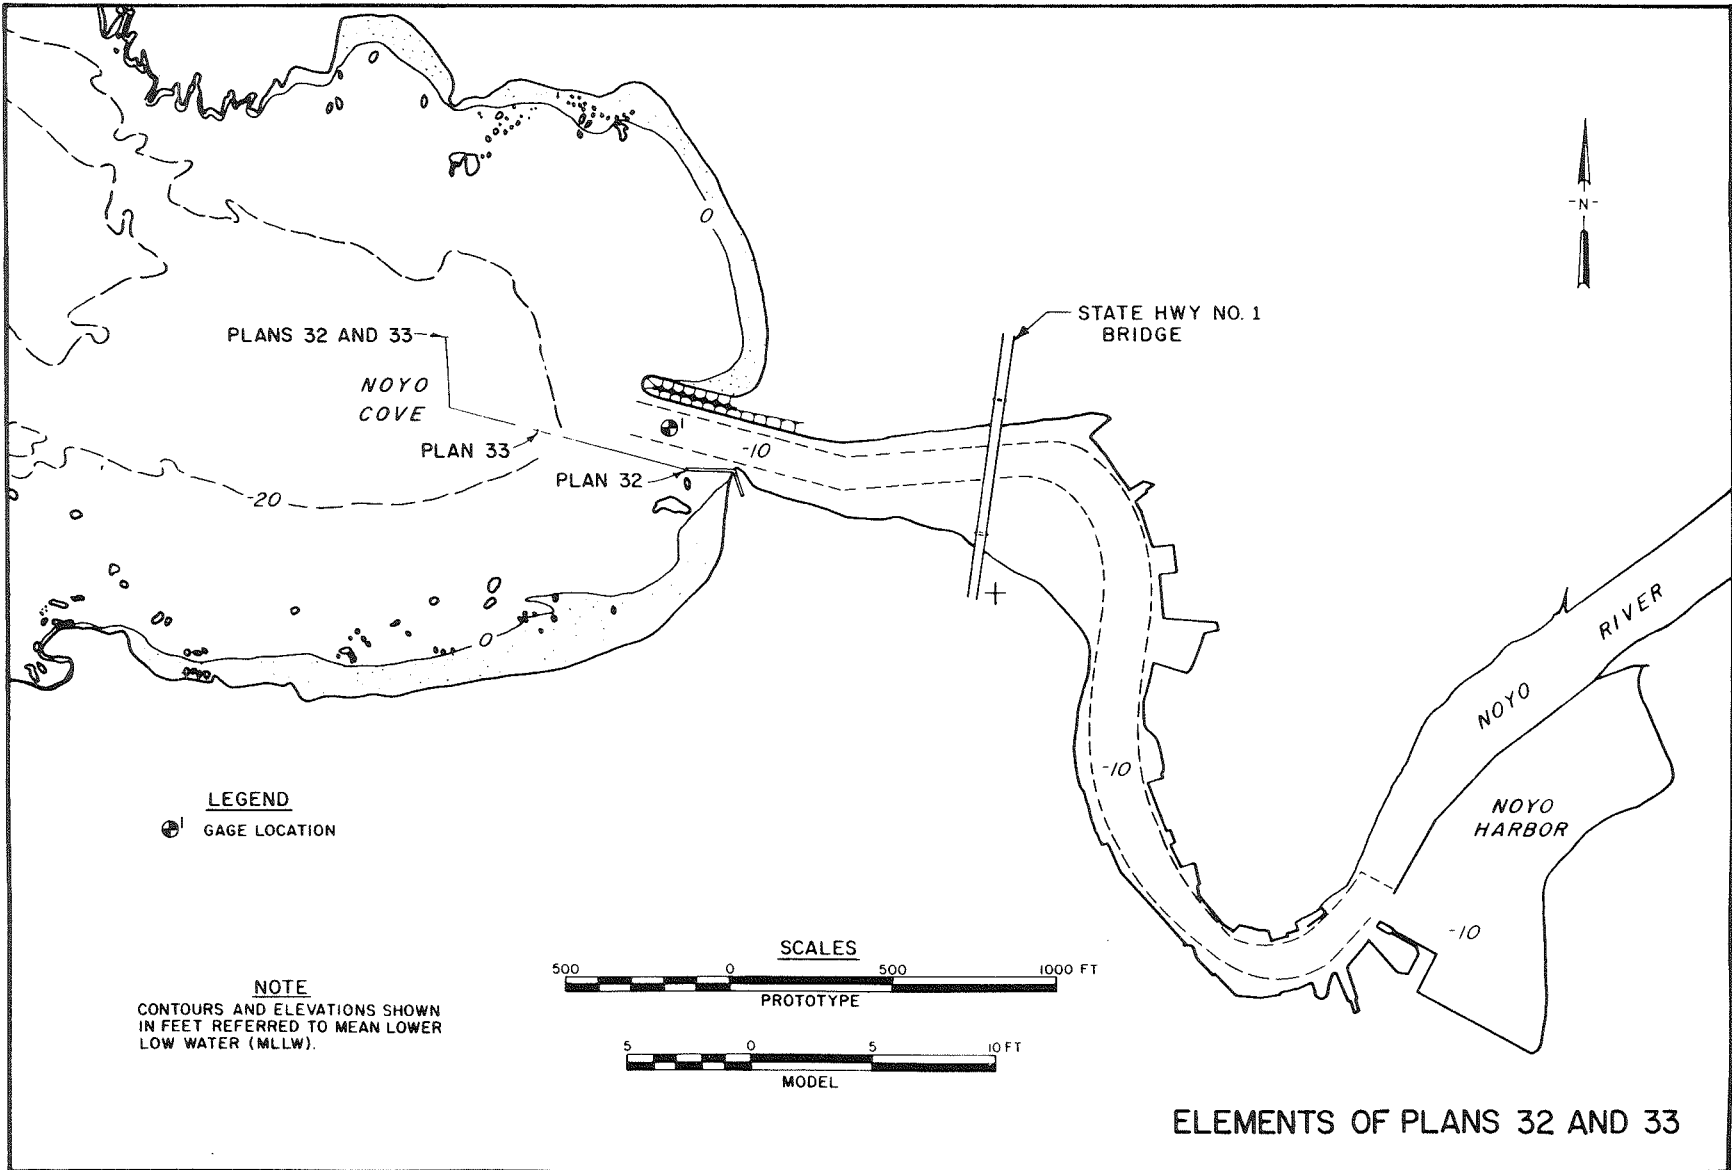 0
0
-N-
STATE HWY NO. 1
BRIDGE
PLANS 32 AND 33
NOYO
COVE
1
PLAN 33
-10
PLAN 32
-20
0
NOYO RIVER
-10
LEGEND
1 GAGE LOCATION
NOYO
HARBOR
-10
NOTE
CONTOURS AND ELEVATIONS SHOWN
IN FEET REFERRED TO MEAN LOWER
LOW WATER (MLLW).
SCALES
500 0 500 1000 FT
PROTOTYPE
5 0 5 10 FT
MODEL
ELEMENTS OF PLANS 32 AND 33